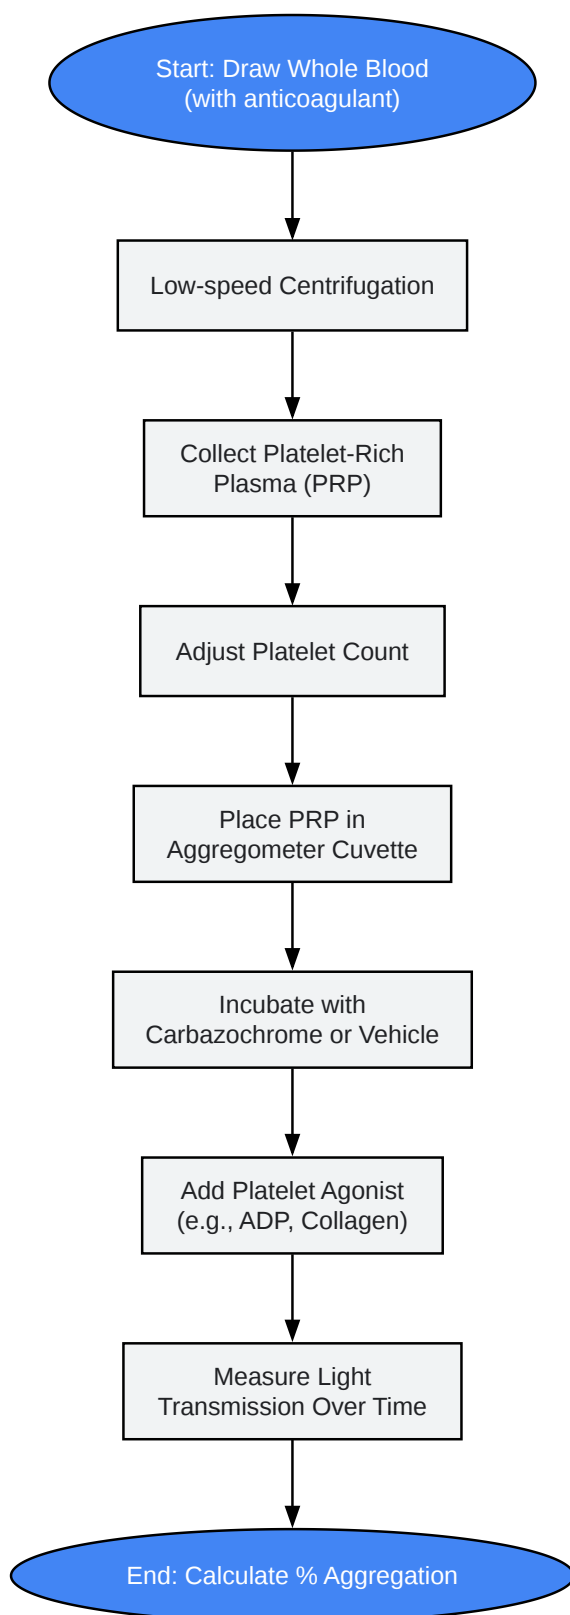 Start: Draw Whole Blood
(with anticoagulant)
Low-speed Centrifugation
Collect Platelet-Rich
Plasma (PRP)
Adjust Platelet Count
Place PRP in
Aggregometer Cuvette
Incubate with
Carbazochrome or Vehicle
Add Platelet Agonist
(e.g., ADP, Collagen)
Measure Light
Transmission Over Time
End: Calculate % Aggregation